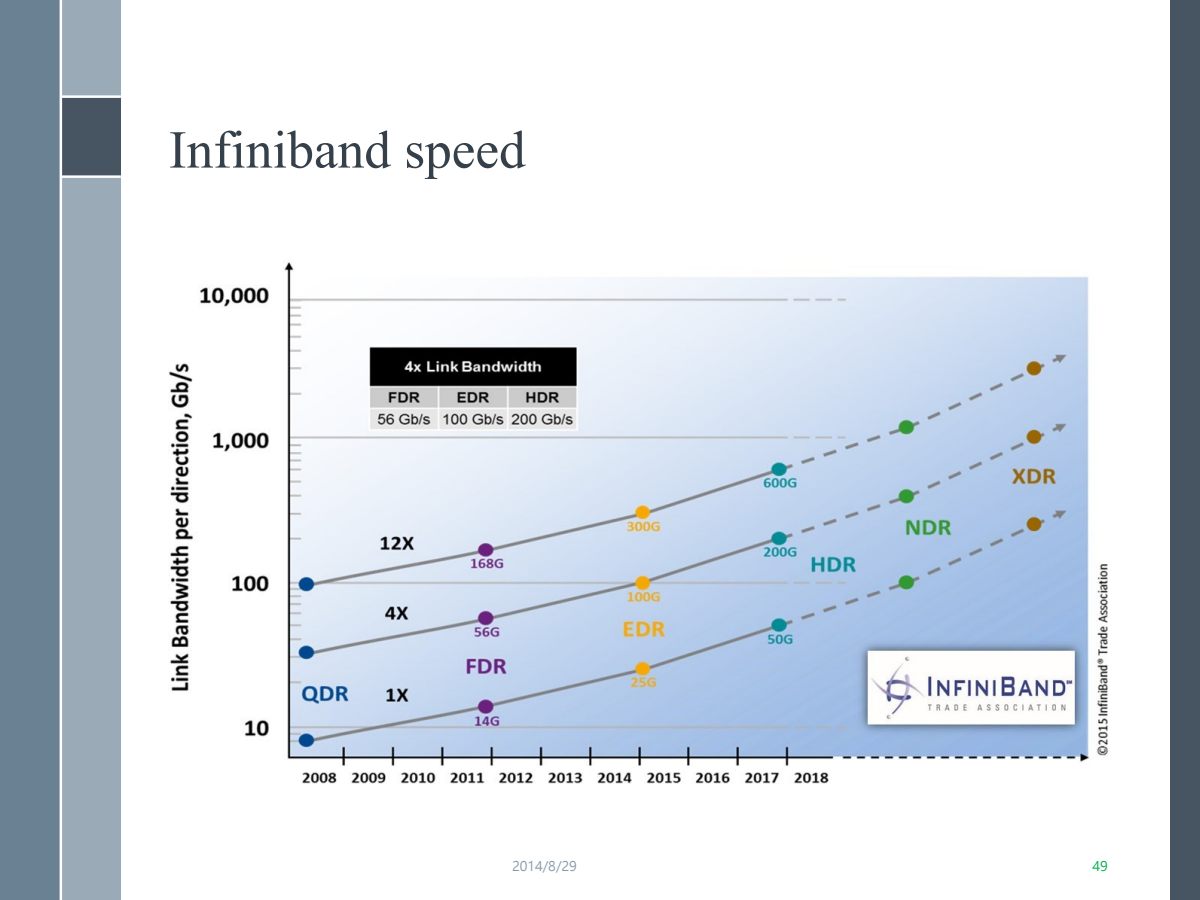 Infiniband speed
10,000
1,000
100
10
Link Bandwidth per direction, Gb/s
4x Link Bandwidth
FDR EDR HDR
56 Gb/s 100 Gb/s 200 Gb/s
12X
4X
1X
168G
300G
600G
56G
100G
200G
14G
25G
50G
QDR
FDR
EDR
HDR
NDR
XDR
INFINIBAND℠
TRADE ASSOCIATION
©2015 InfiniBand® Trade Association
2008 2009 2010 2011 2012 2013 2014 2015 2016 2017 2018
2014/8/29
49